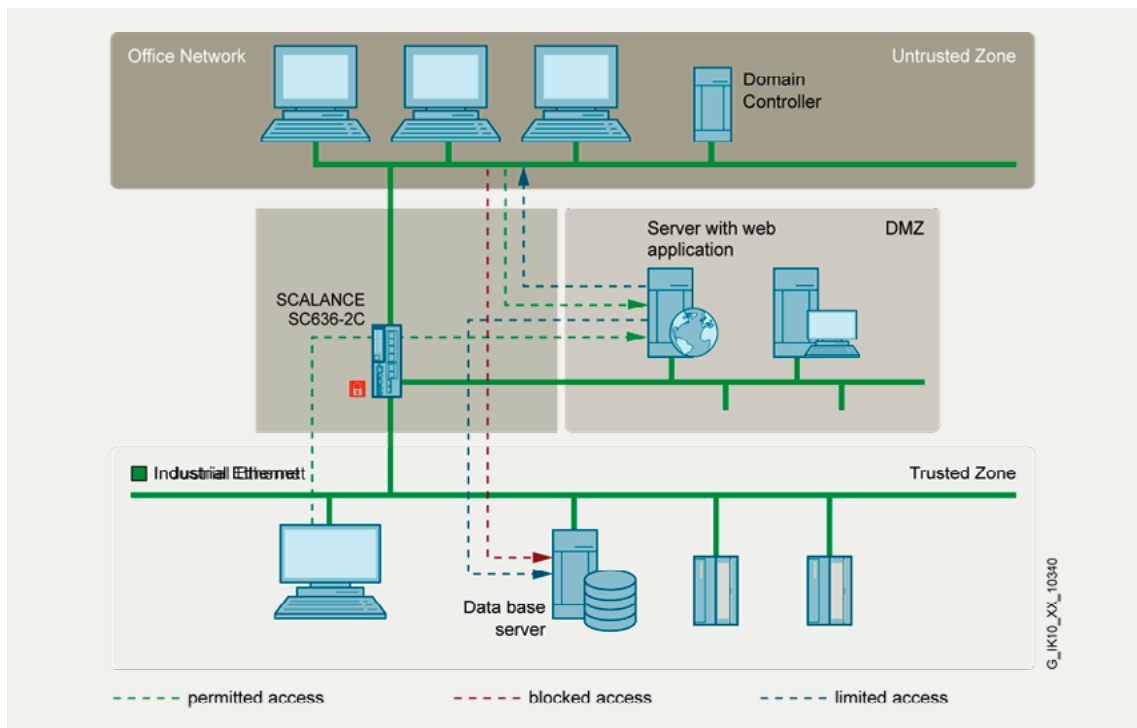 Office Network
Untrusted Zone
Domain
Controller
Server with web
application
DMZ
SCALANCE
SC636-2C
Industrial Ethernet
Trusted Zone
Data base
server
G_IK10_XX_10340
permitted access
blocked access
limited access